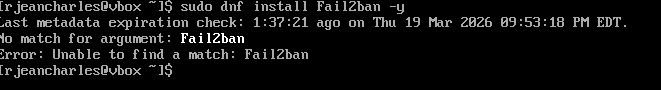 [rjeancharles@vbox ~]$ sudo dnf install Fail2ban -y
Last metadata expiration check: 1:37:21 ago on Thu 19 Mar 2026 09:53:18 PM EDT.
No match for argument: Fail2ban
Error: Unable to find a match: Fail2ban
[rjeancharles@vbox ~]$